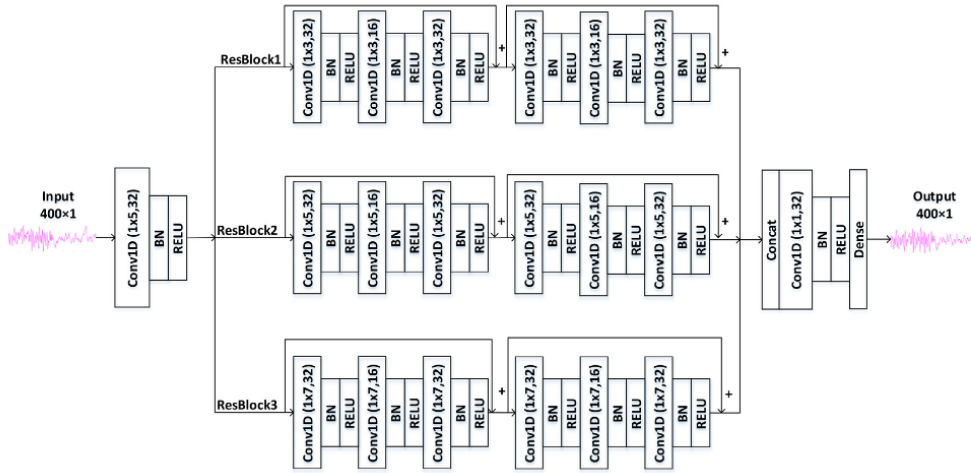 Input
400×1
Conv1D (1x5,32)
BN
RELU
ResBlock1
Conv1D (1x3,32)
BN
RELU
Conv1D (1x3,16)
BN
RELU
Conv1D (1x3,32)
BN
RELU
+
Conv1D (1x3,32)
BN
RELU
Conv1D (1x3,16)
BN
RELU
Conv1D (1x3,32)
BN
RELU
+
ResBlock2
Conv1D (1x5,32)
BN
RELU
Conv1D (1x5,16)
BN
RELU
Conv1D (1x5,32)
BN
RELU
+
Conv1D (1x5,32)
BN
RELU
Conv1D (1x5,16)
BN
RELU
Conv1D (1x5,32)
BN
RELU
+
ResBlock3
Conv1D (1x7,32)
BN
RELU
Conv1D (1x7,16)
BN
RELU
Conv1D (1x7,32)
BN
RELU
+
Conv1D (1x7,32)
BN
RELU
Conv1D (1x7,16)
BN
RELU
Conv1D (1x7,32)
BN
RELU
+
Concat
Conv1D (1x1,32)
BN
RELU
Dense
Output
400×1